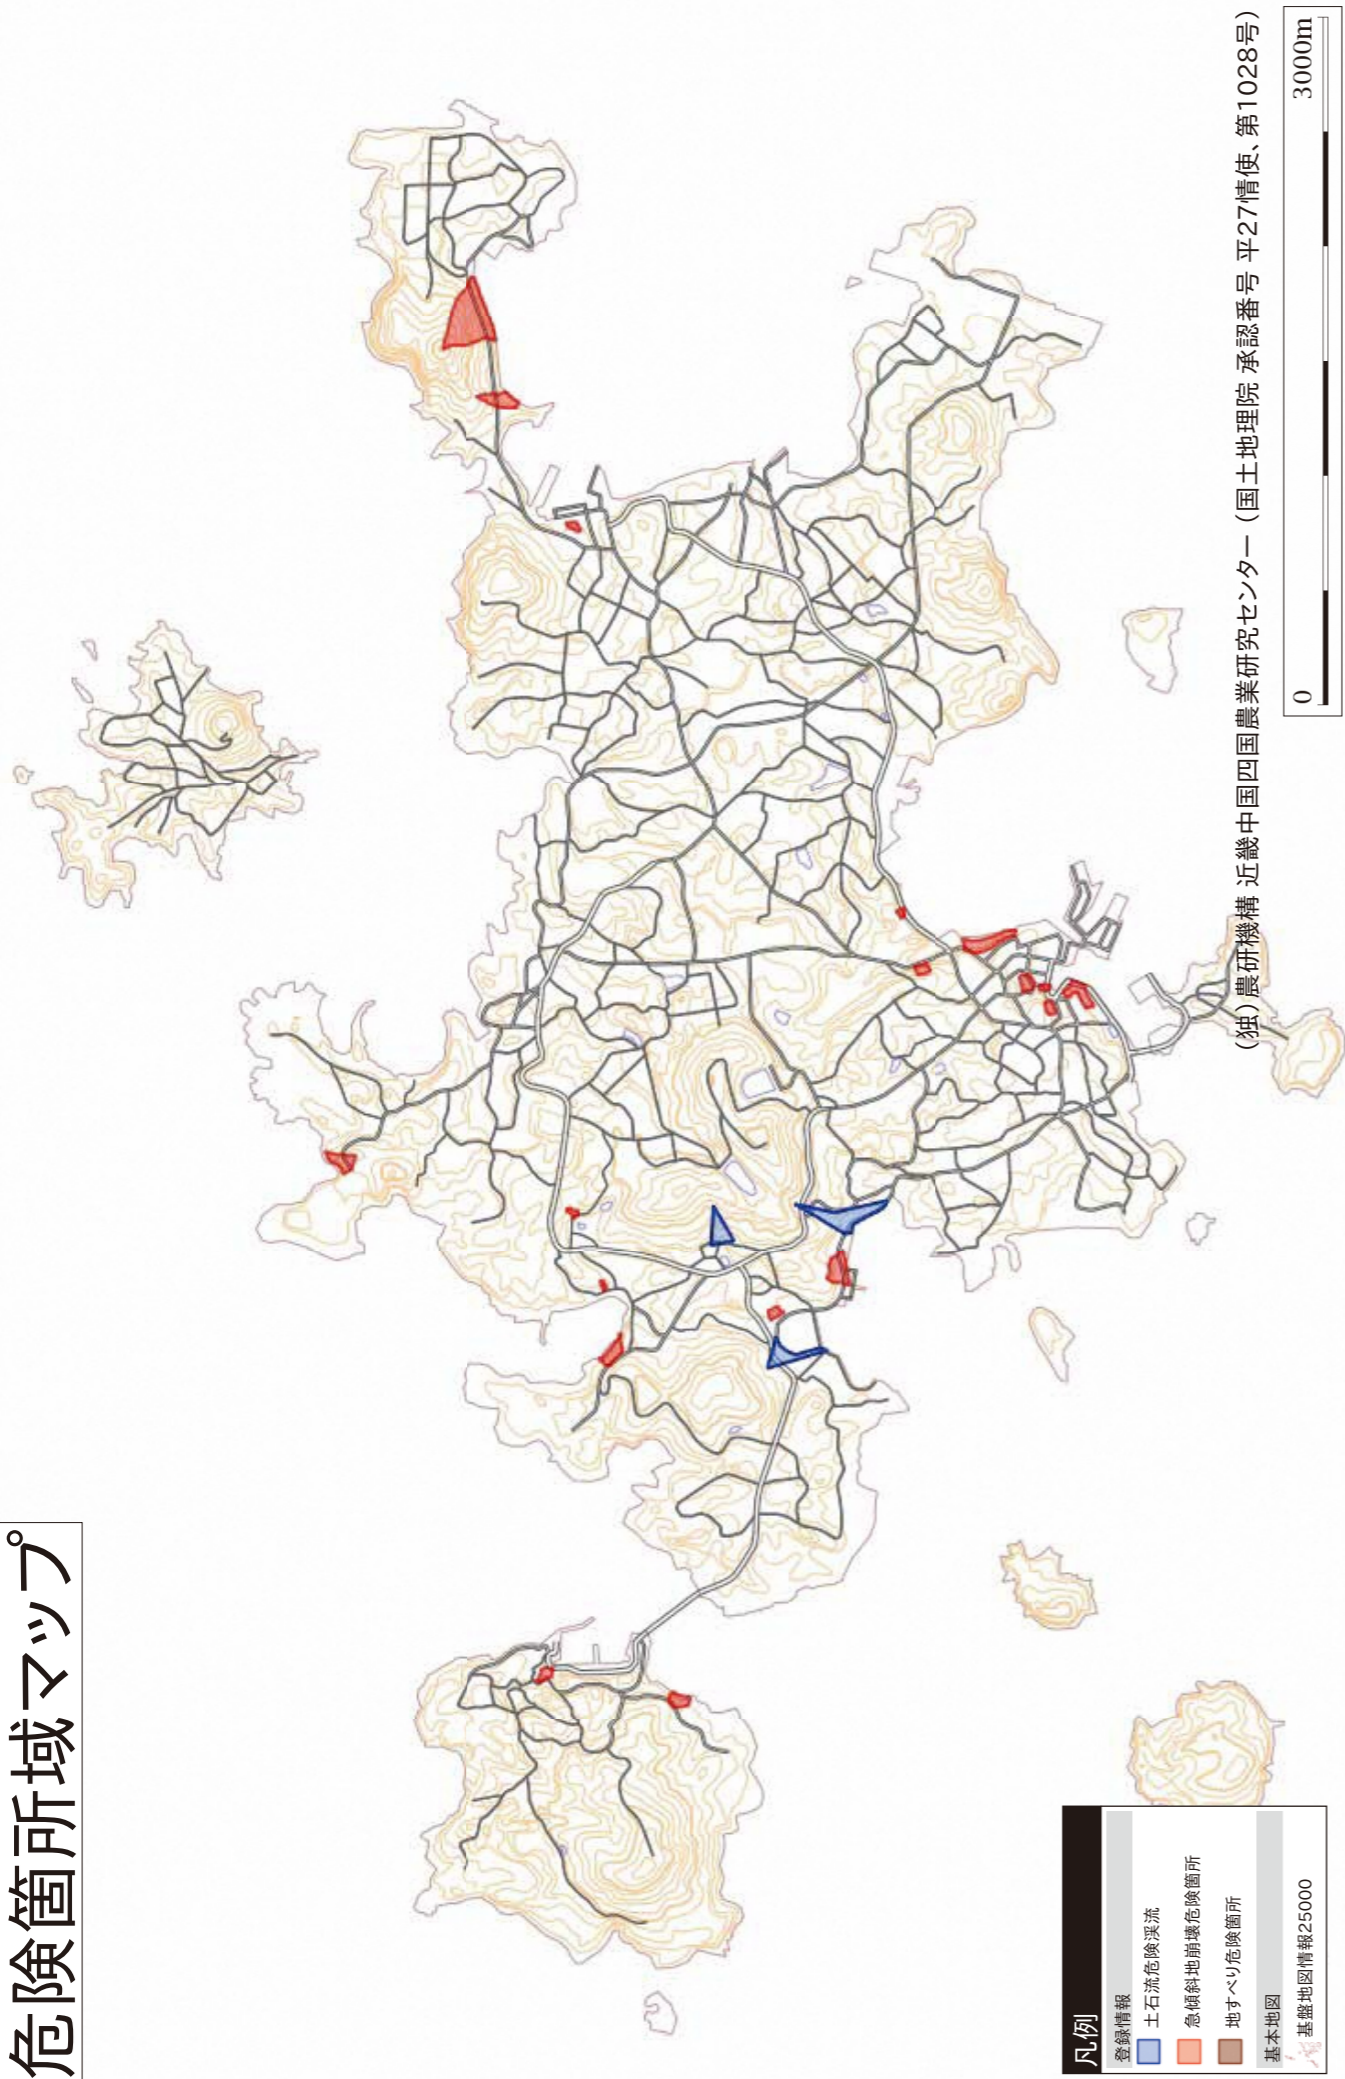 危険箇所域マップ
凡例
登録情報
土石流危険渓流
急傾斜地崩壊危険箇所
地すべり危険箇所
基本地図
基盤地図情報25000
(独)農研機構 近畿中国四国農業研究センター (国土地理院 承認番号 平27情使、第1028号)
0 3000m